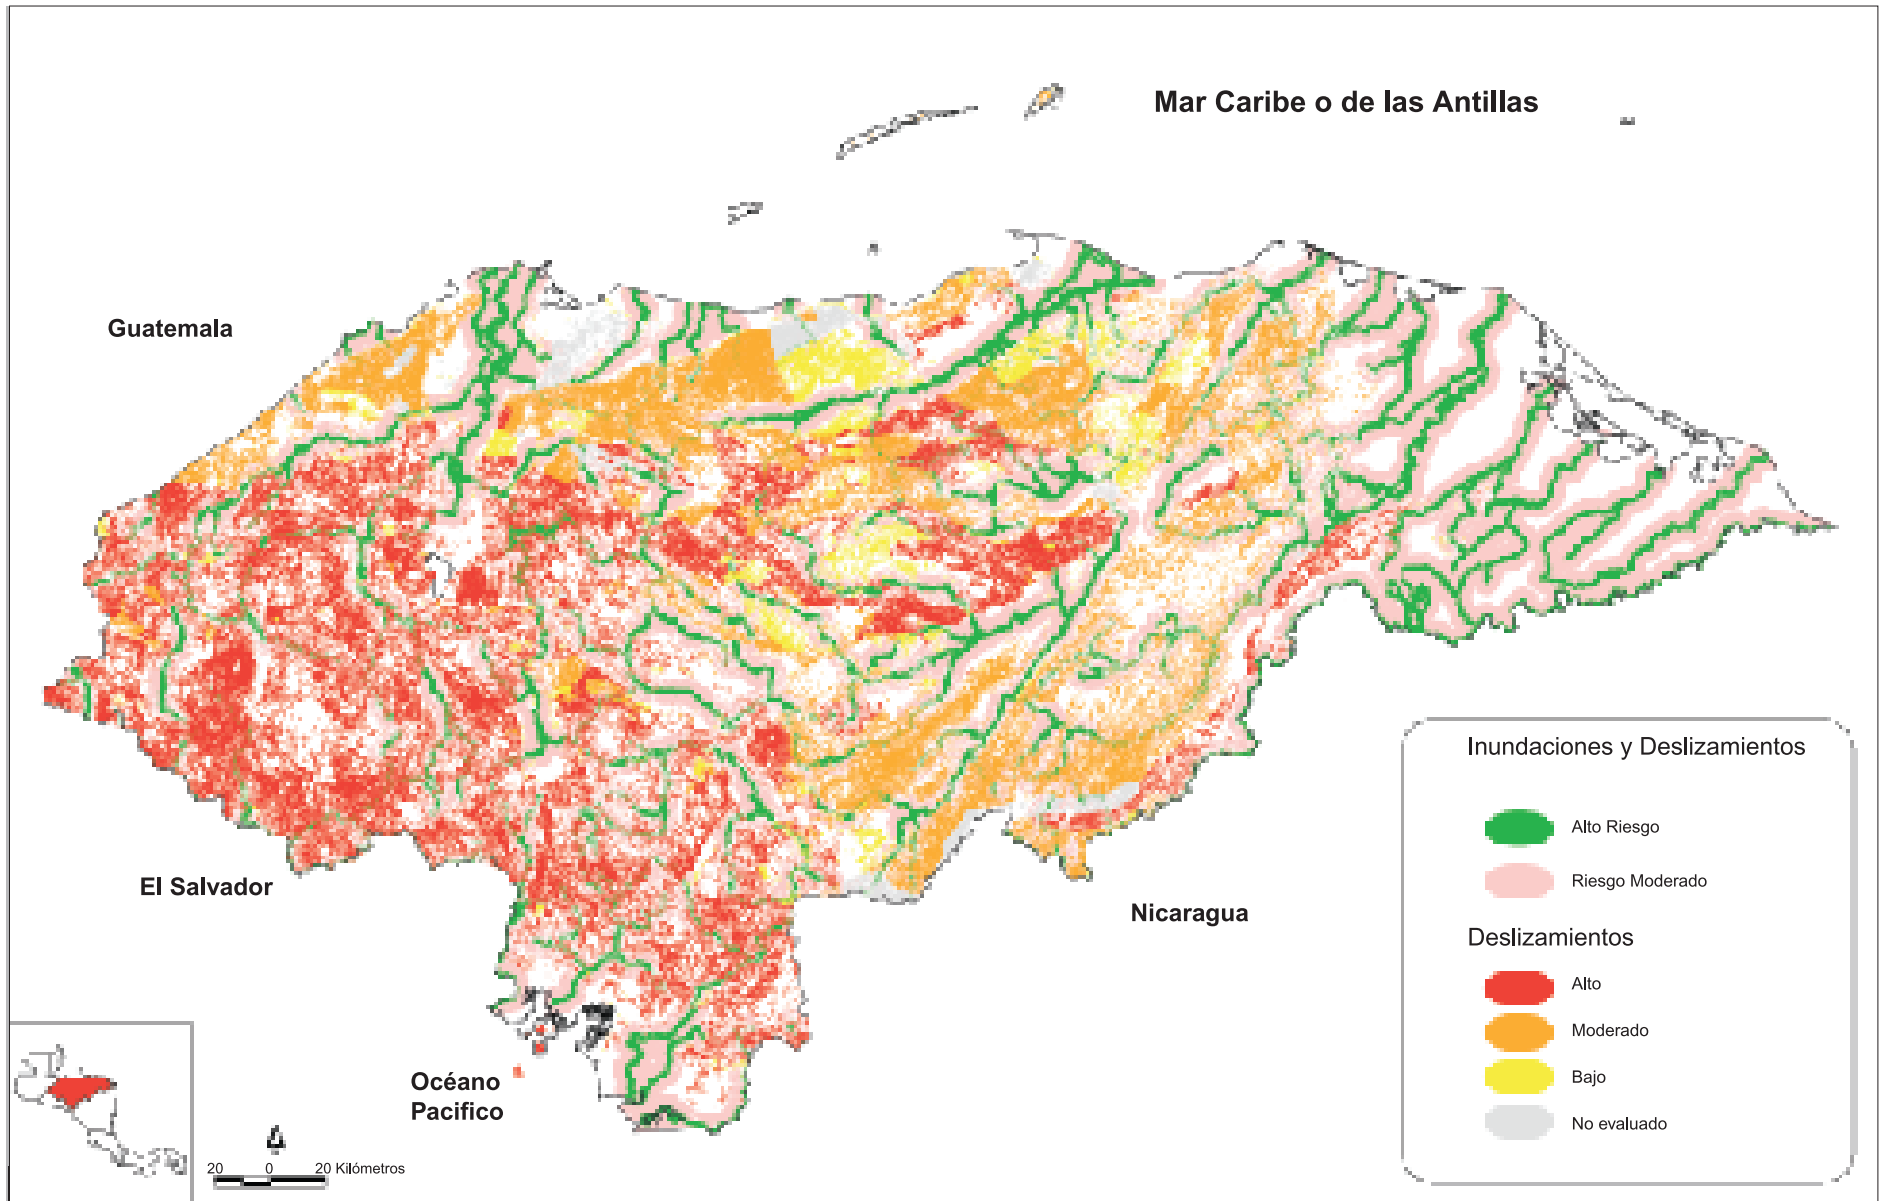 Mar Caribe o de las Antillas
Guatemala
El Salvador
Nicaragua
Océano
Pacifico
20 0 20 Kilómetros
Inundaciones y Deslizamientos
Alto Riesgo
Riesgo Moderado
Deslizamientos
Alto
Moderado
Bajo
No evaluado